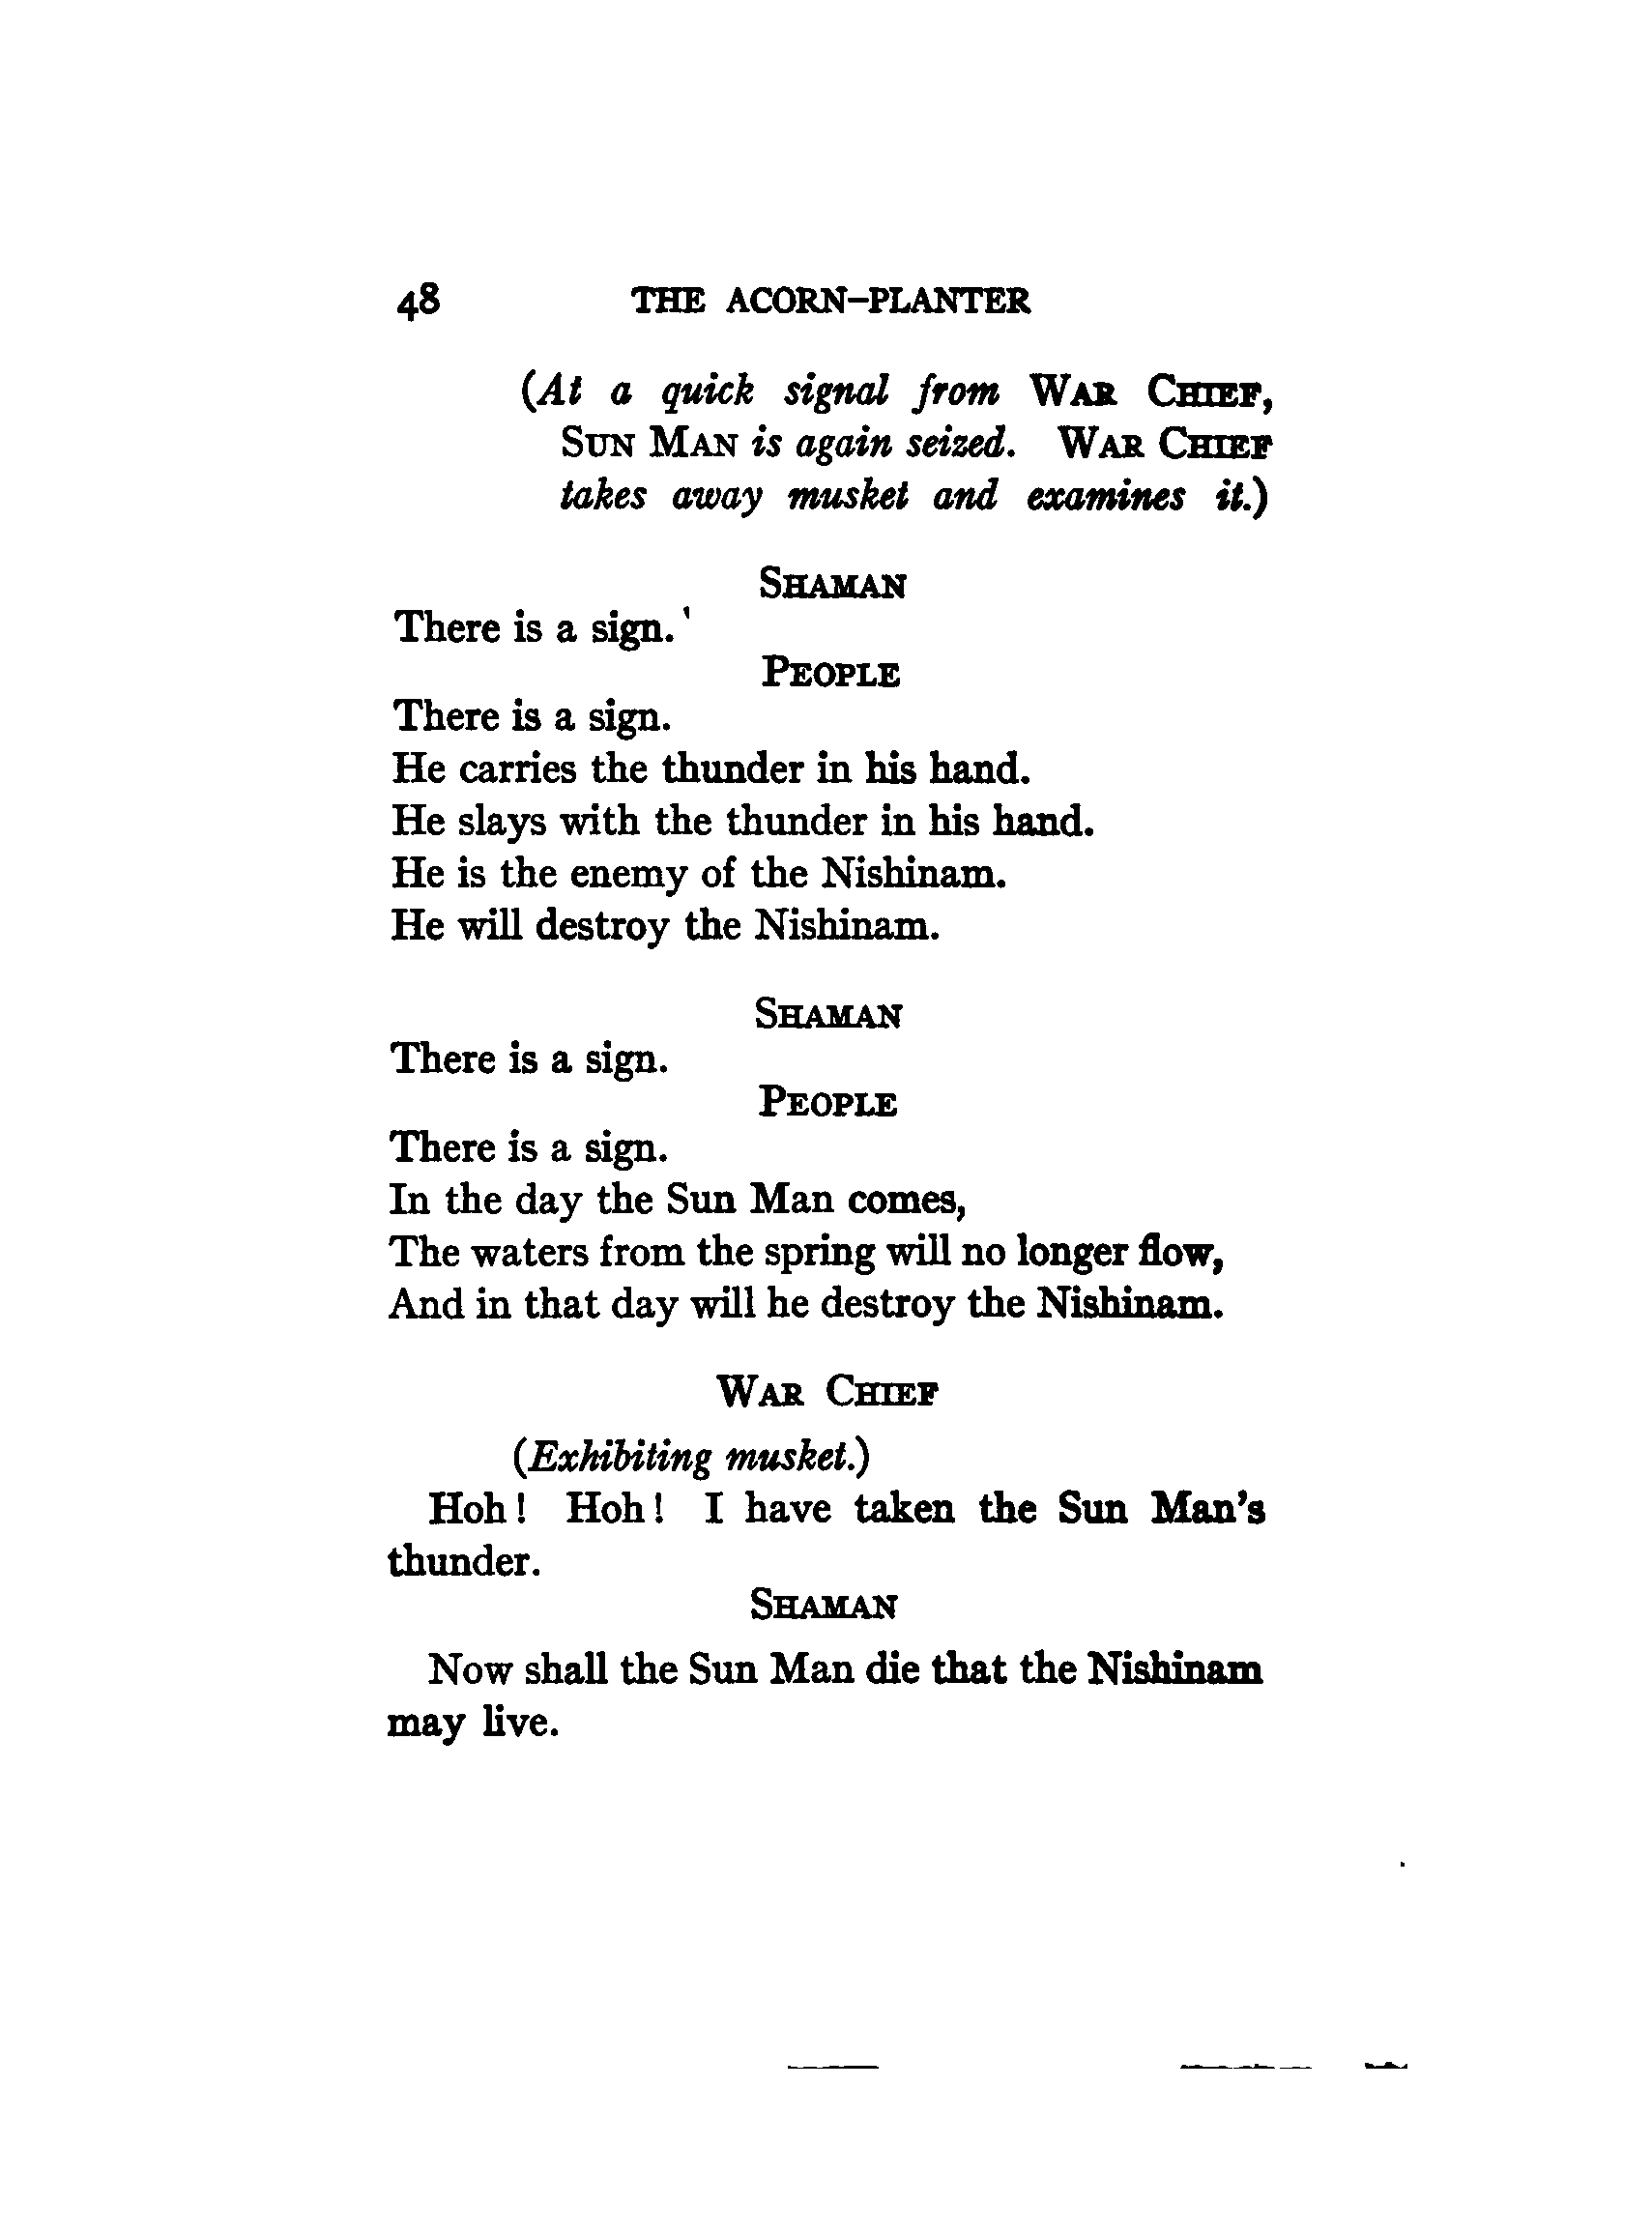 48 THE ACORN–PLANTER
(At a quick signal from War Chief,
Sun Man is again seized. War Chief
takes away musket and examines it.)
Shaman
There is a sign.
People
There is a sign.
He carries the thunder in his hand.
He slays with the thunder in his hand.
He is the enemy of the Nishinam.
He will destroy the Nishinam.
Shaman
There is a sign.
People
There is a sign.
In the day the Sun Man comes,
The waters from the spring will no longer flow,
And in that day will he destroy the Nishinam.
War Chief
(Exhibiting musket.)
Hoh! Hoh! I have taken the Sun Man's
thunder.
Shaman
Now shall the Sun Man die that the Nishinam
may live.